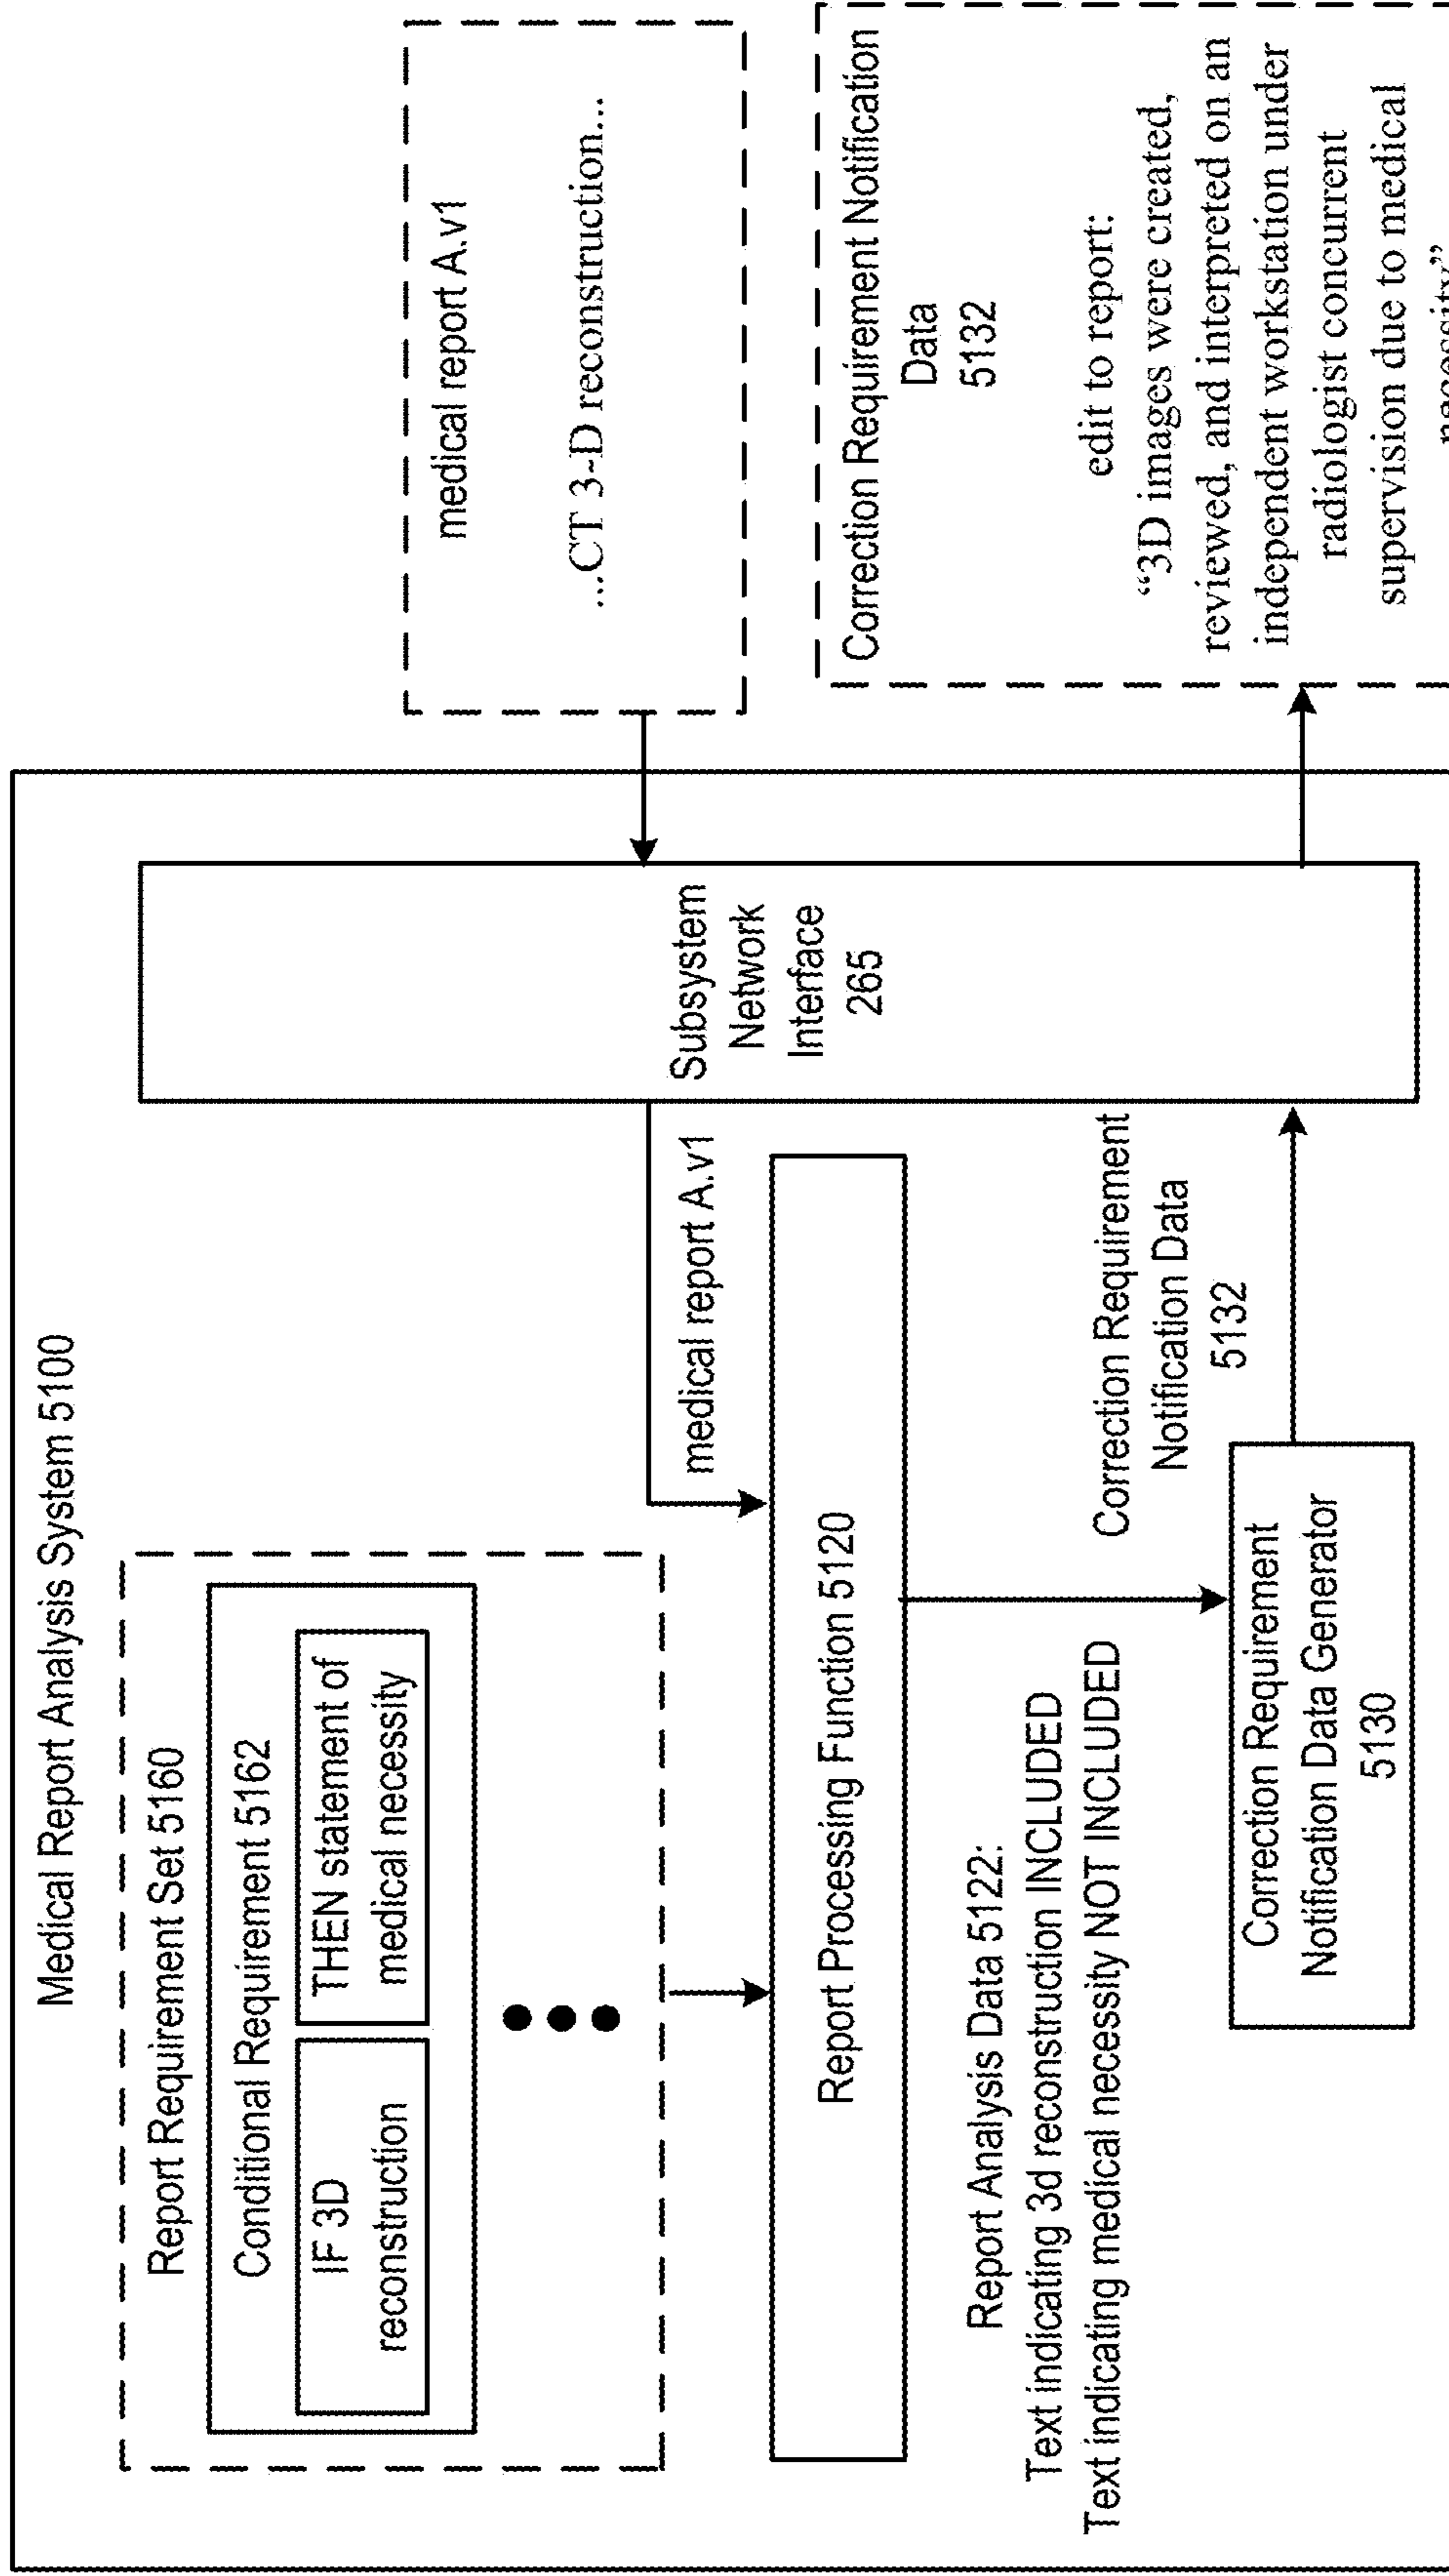 Medical Report Analysis System 5100
Report Requirement Set 5160
Conditional Requirement 5162
IF 3D
reconstruction
THEN statement of
medical necessity
medical report A.v1
Report Processing Function 5120
Report Analysis Data 5122:
Text indicating 3d reconstruction INCLUDED
Text indicating medical necessity NOT INCLUDED
Correction Requirement
Notification Data Generator
5130
Correction Requirement
Notification Data
5132
Subsystem
Network
Interface
265
medical report A.v1
...CT 3-D reconstruction...
Correction Requirement Notification
Data
5132
edit to report:
“3D images were created,
reviewed, and interpreted on an
independent workstation under
radiologist concurrent
supervision due to medical
necessity”